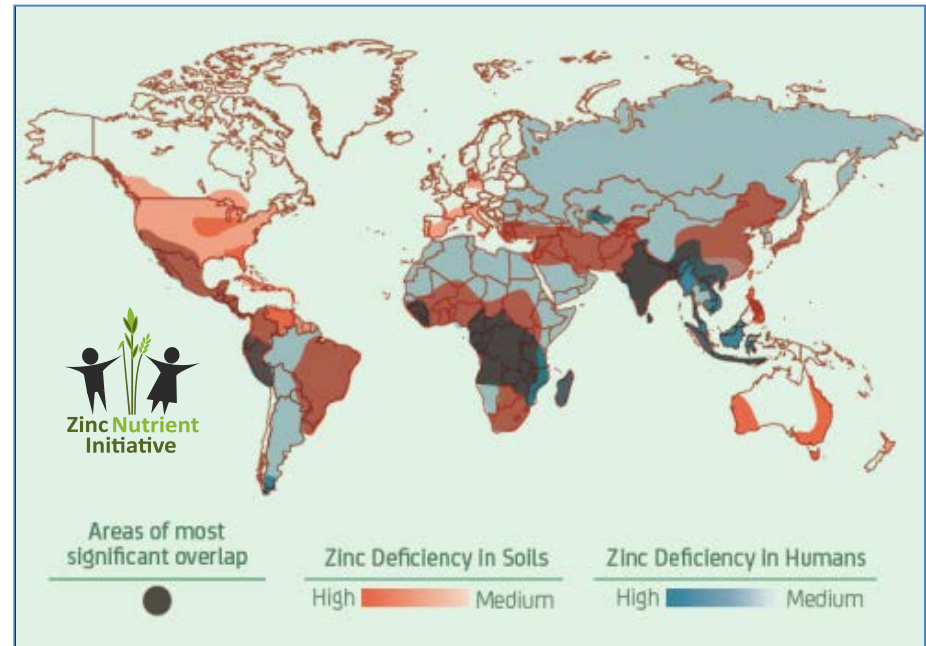 Zinc Nutrient
Initiative
Areas of most
significant overlap
Zinc Deficiency in Soils
High Medium
Zinc Deficiency in Humans
High Medium